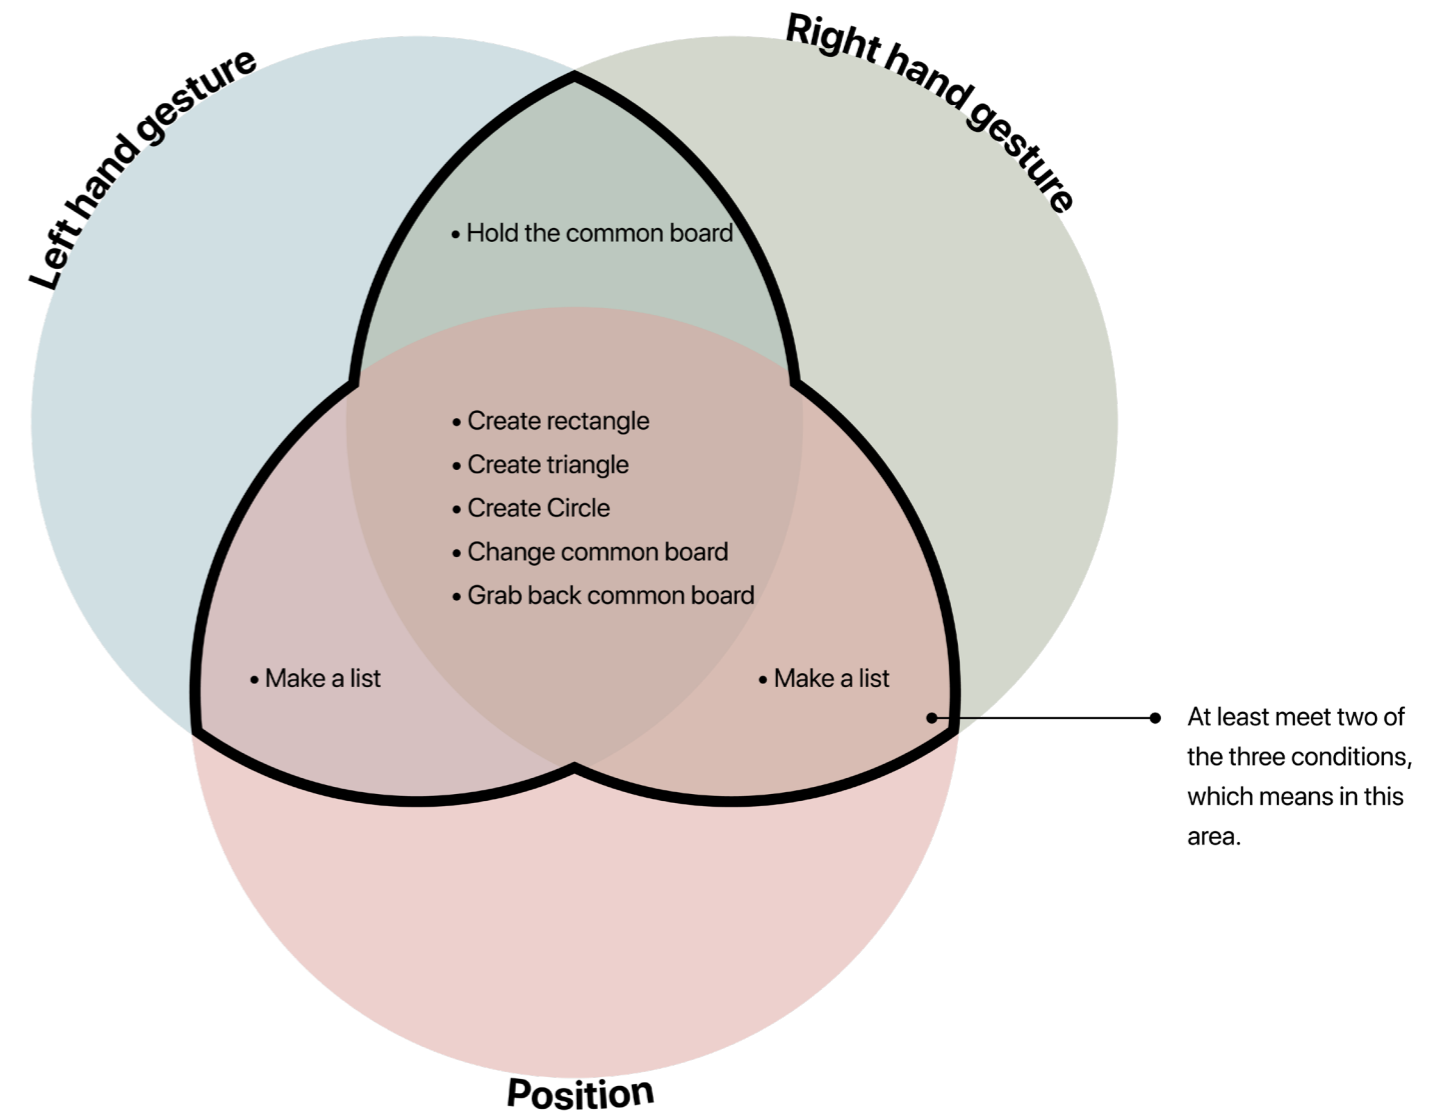 Left hand gesture
Right hand gesture
• Hold the common board
• Create rectangle
• Create triangle
• Create Circle
• Change common board
• Grab back common board
• Make a list
• Make a list
At least meet two of
the three conditions,
which means in this
area.
Position